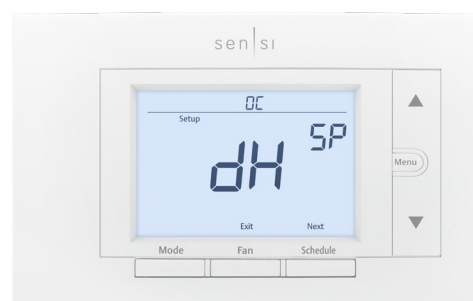 sensi
OC
Setup
SP
dH
Menu
Exit Next
Mode Fan Schedule